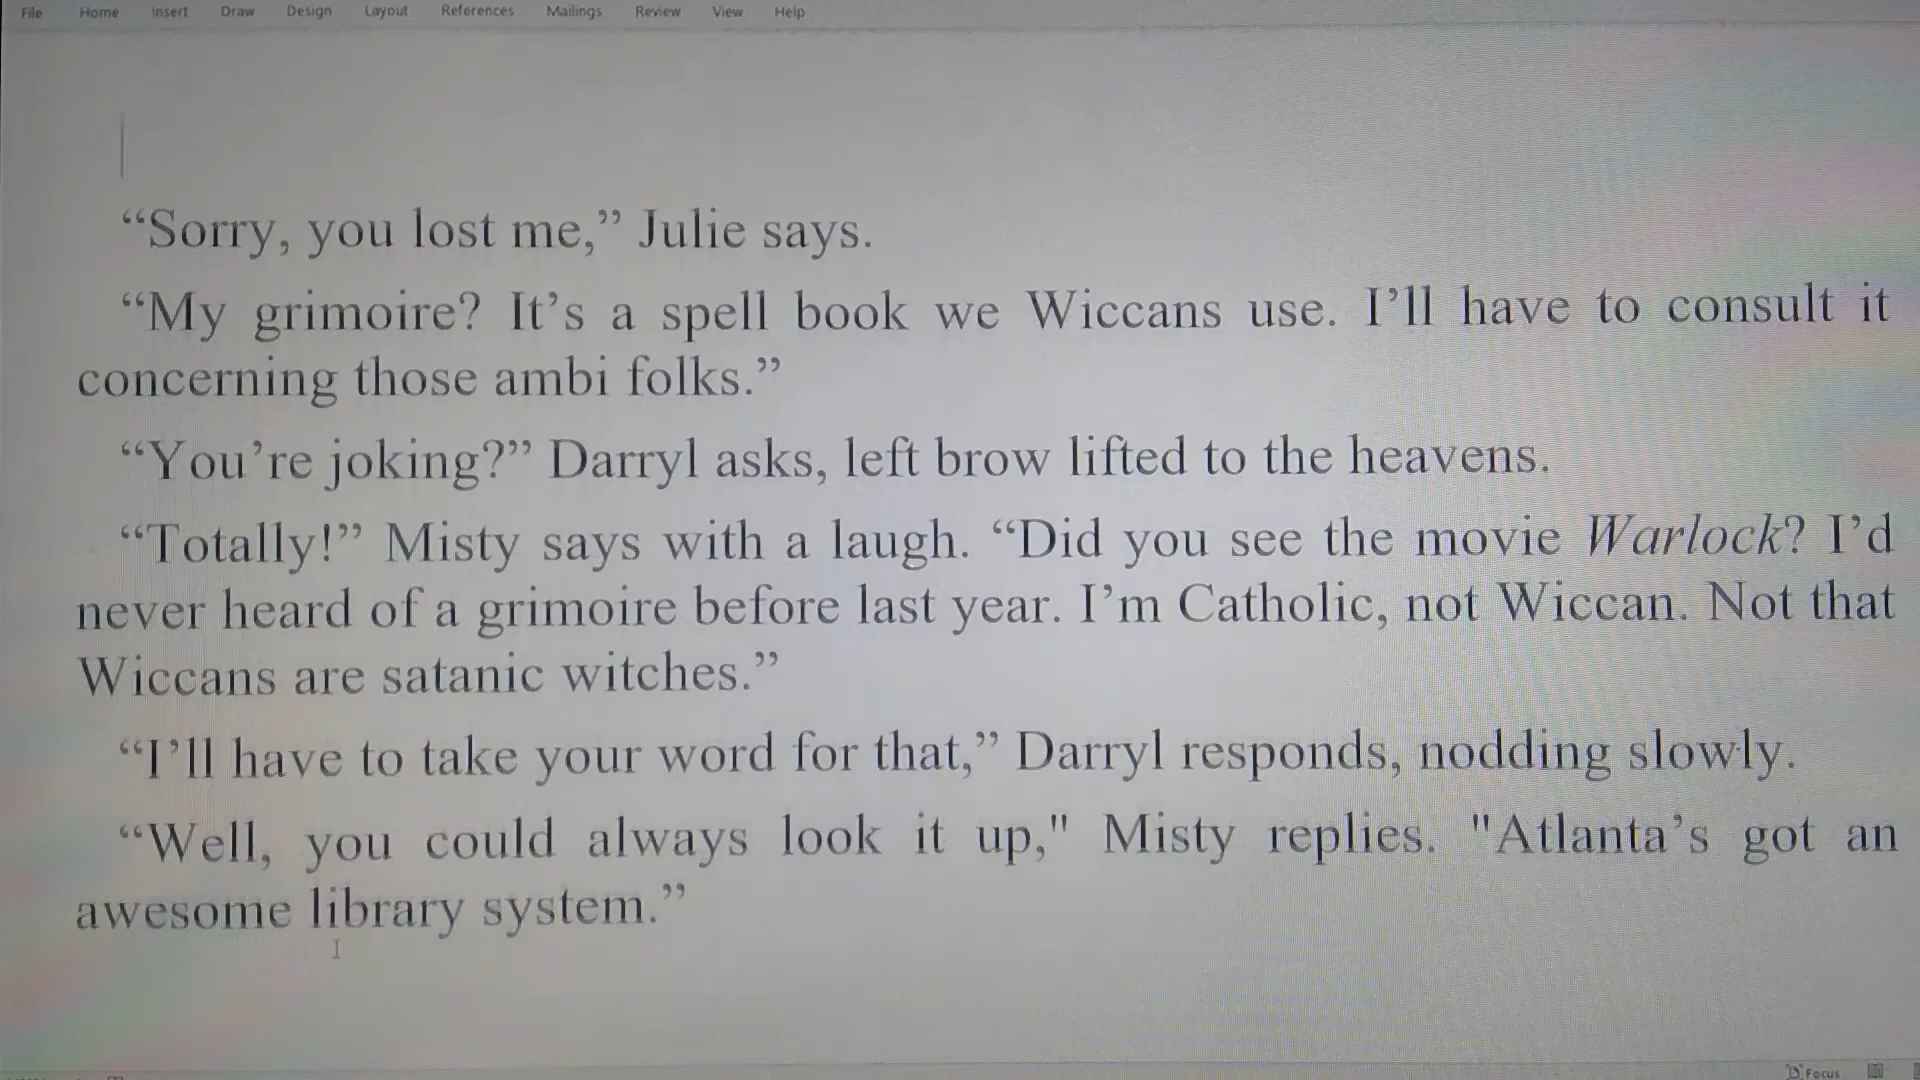 File Home Insert Draw Design Layout References Mailings Review View Help
“Sorry, you lost me,” Julie says.
“My grimoire? It’s a spell book we Wiccans use. I’ll have to consult it
concerning those ambi folks.”
“You’re joking?” Darryl asks, left brow lifted to the heavens.
“Totally!” Misty says with a laugh. “Did you see the movie Warlock? I’d
never heard of a grimoire before last year. I’m Catholic, not Wiccan. Not that
Wiccans are satanic witches.”
“I’ll have to take your word for that,” Darryl responds, nodding slowly.
“Well, you could always look it up," Misty replies. "Atlanta’s got an
awesome library system.”
Focus